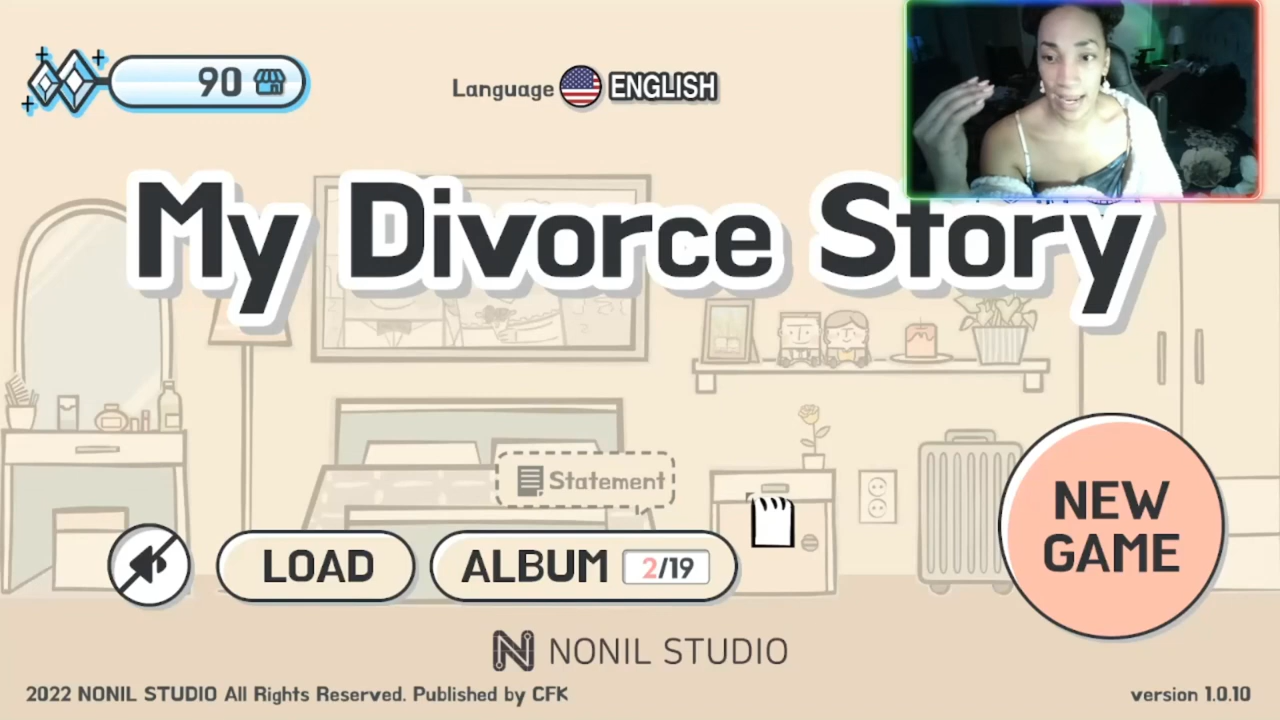 90
Language ENGLISH
My Divorce Story
Statement
LOAD
ALBUM 2/19
NEW
GAME
NONIL STUDIO
2022 NONIL STUDIO All Rights Reserved. Published by CFK
version 1.0.10